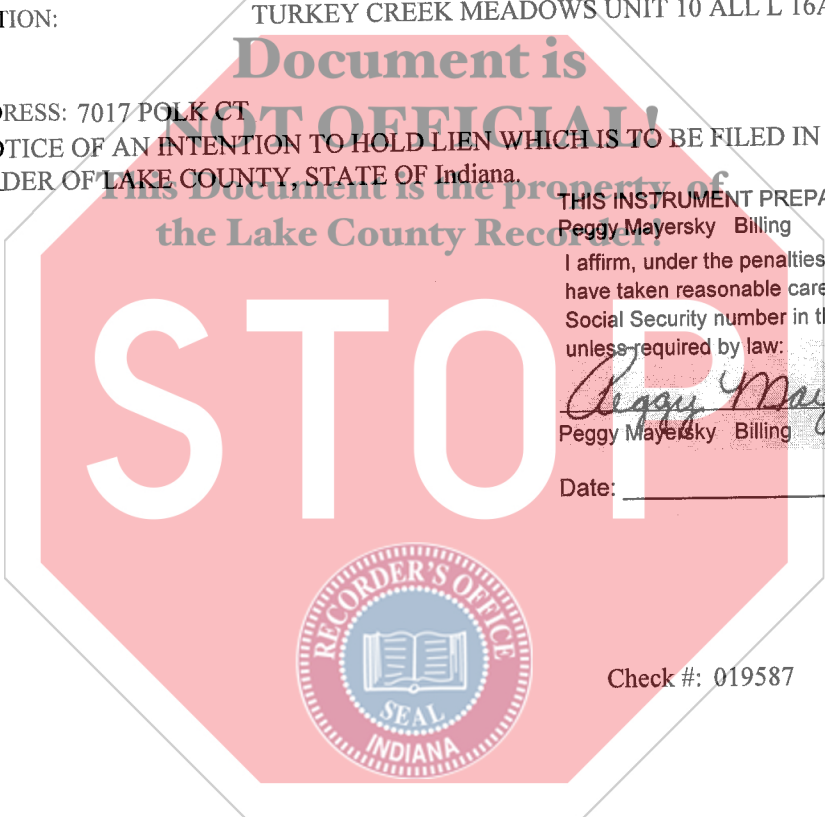 TION: TURKEY CREEK MEADOWS UNIT 10 ALL L 16A
Document is
NOT OFFICIAL!
DRESS: 7017 POLK CT
OTICE OF AN INTENTION TO HOLD LIEN WHICH IS TO BE FILED IN
DER OF LAKE COUNTY, STATE OF Indiana.
This Document is the property of
the Lake County Recorder!
THIS INSTRUMENT PREPA
Peggy Mayersky Billing
I affirm, under the penalties
have taken reasonable care
Social Security number in th
unless required by law:
Peggy May
Peggy Mayersky Billing
Date:
STOP
RECORDER'S OFFICE
SEAL
INDIANA
Check #: 019587